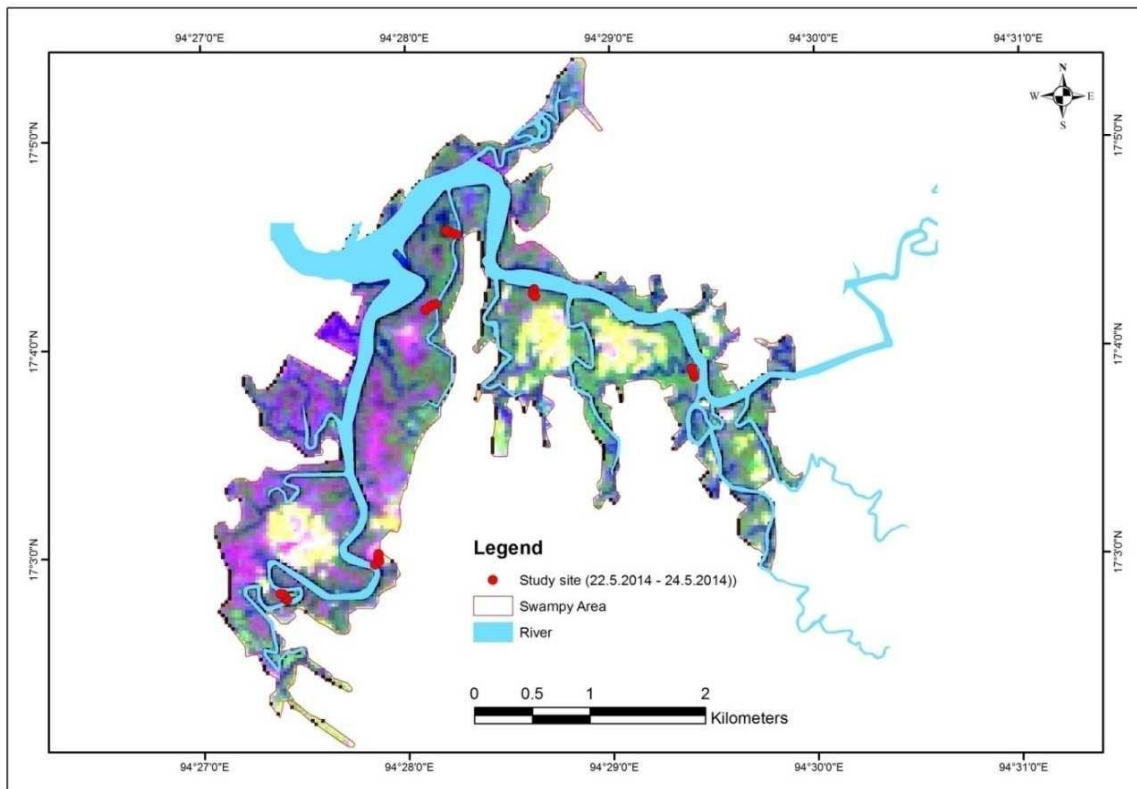 94°27'0"E 94°28'0"E 94°29'0"E 94°30'0"E 94°31'0"E
N
W E
S
17°5'0"N 17°5'0"N
17°4'0"N 17°4'0"N
17°3'0"N 17°3'0"N
Legend
Study site (22.5.2014 - 24.5.2014))
Swampy Area
River
0 0.5 1 2
Kilometers
94°27'0"E 94°28'0"E 94°29'0"E 94°30'0"E 94°31'0"E